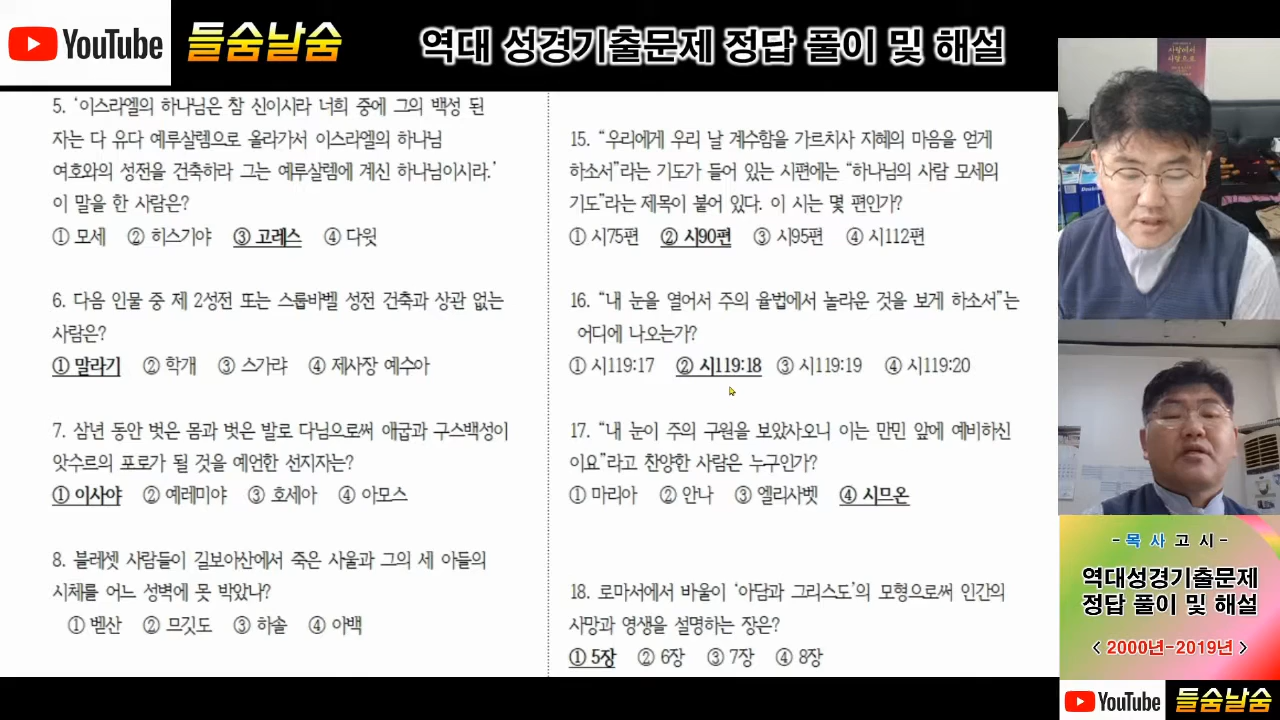 YouTube 들숨날숨
역대 성경기출문제 정답 풀이 및 해설
5. ‘이스라엘의 하나님은 참 신이시라 너희 중에 그의 백성 된
자는 다 유다 예루살렘으로 올라가서 이스라엘의 하나님
여호와의 성전을 건축하라 그는 예루살렘에 계신 하나님이시라.’
이 말을 한 사람은?
① 모세 ② 히스기야 ③ 고레스 ④ 다윗
6. 다음 인물 중 제 2성전 또는 스룹바벨 성전 건축과 상관 없는
사람은?
① 말라기 ② 학개 ③ 스가랴 ④ 제사장 예수아
7. 삼년 동안 벗은 몸과 벗은 발로 다님으로써 애굽과 구스백성이
앗수르의 포로가 될 것을 예언한 선지자는?
① 이사야 ② 예레미야 ③ 호세아 ④ 아모스
8. 블레셋 사람들이 길보아산에서 죽은 사울과 그의 세 아들의
시체를 어느 성벽에 못 박았나?
① 벧산 ② 므깃도 ③ 하솔 ④ 아벡
15. “우리에게 우리 날 계수함을 가르치사 지혜의 마음을 얻게
하소서”라는 기도가 들어 있는 시편에는 “하나님의 사람 모세의
기도”라는 제목이 붙어 있다. 이 시는 몇 편인가?
① 시75편 ② 시90편 ③ 시95편 ④ 시112편
16. “내 눈을 열어서 주의 율법에서 놀라운 것을 보게 하소서”는
어디에 나오는가?
① 시119:17 ② 시119:18 ③ 시119:19 ④ 시119:20
17. “내 눈이 주의 구원을 보았사오니 이는 만민 앞에 예비하신
이요”라고 찬양한 사람은 누구인가?
① 마리아 ② 안나 ③ 엘리사벳 ④ 시므온
18. 로마서에서 바울이 ‘아담과 그리스도’의 모형으로써 인간의
사망과 영생을 설명하는 장은?
① 5장 ② 6장 ③ 7장 ④ 8장
- 목 사 고 시 -
역대성경기출문제
정답 풀이 및 해설
< 2000년-2019년 >
YouTube 들숨날숨